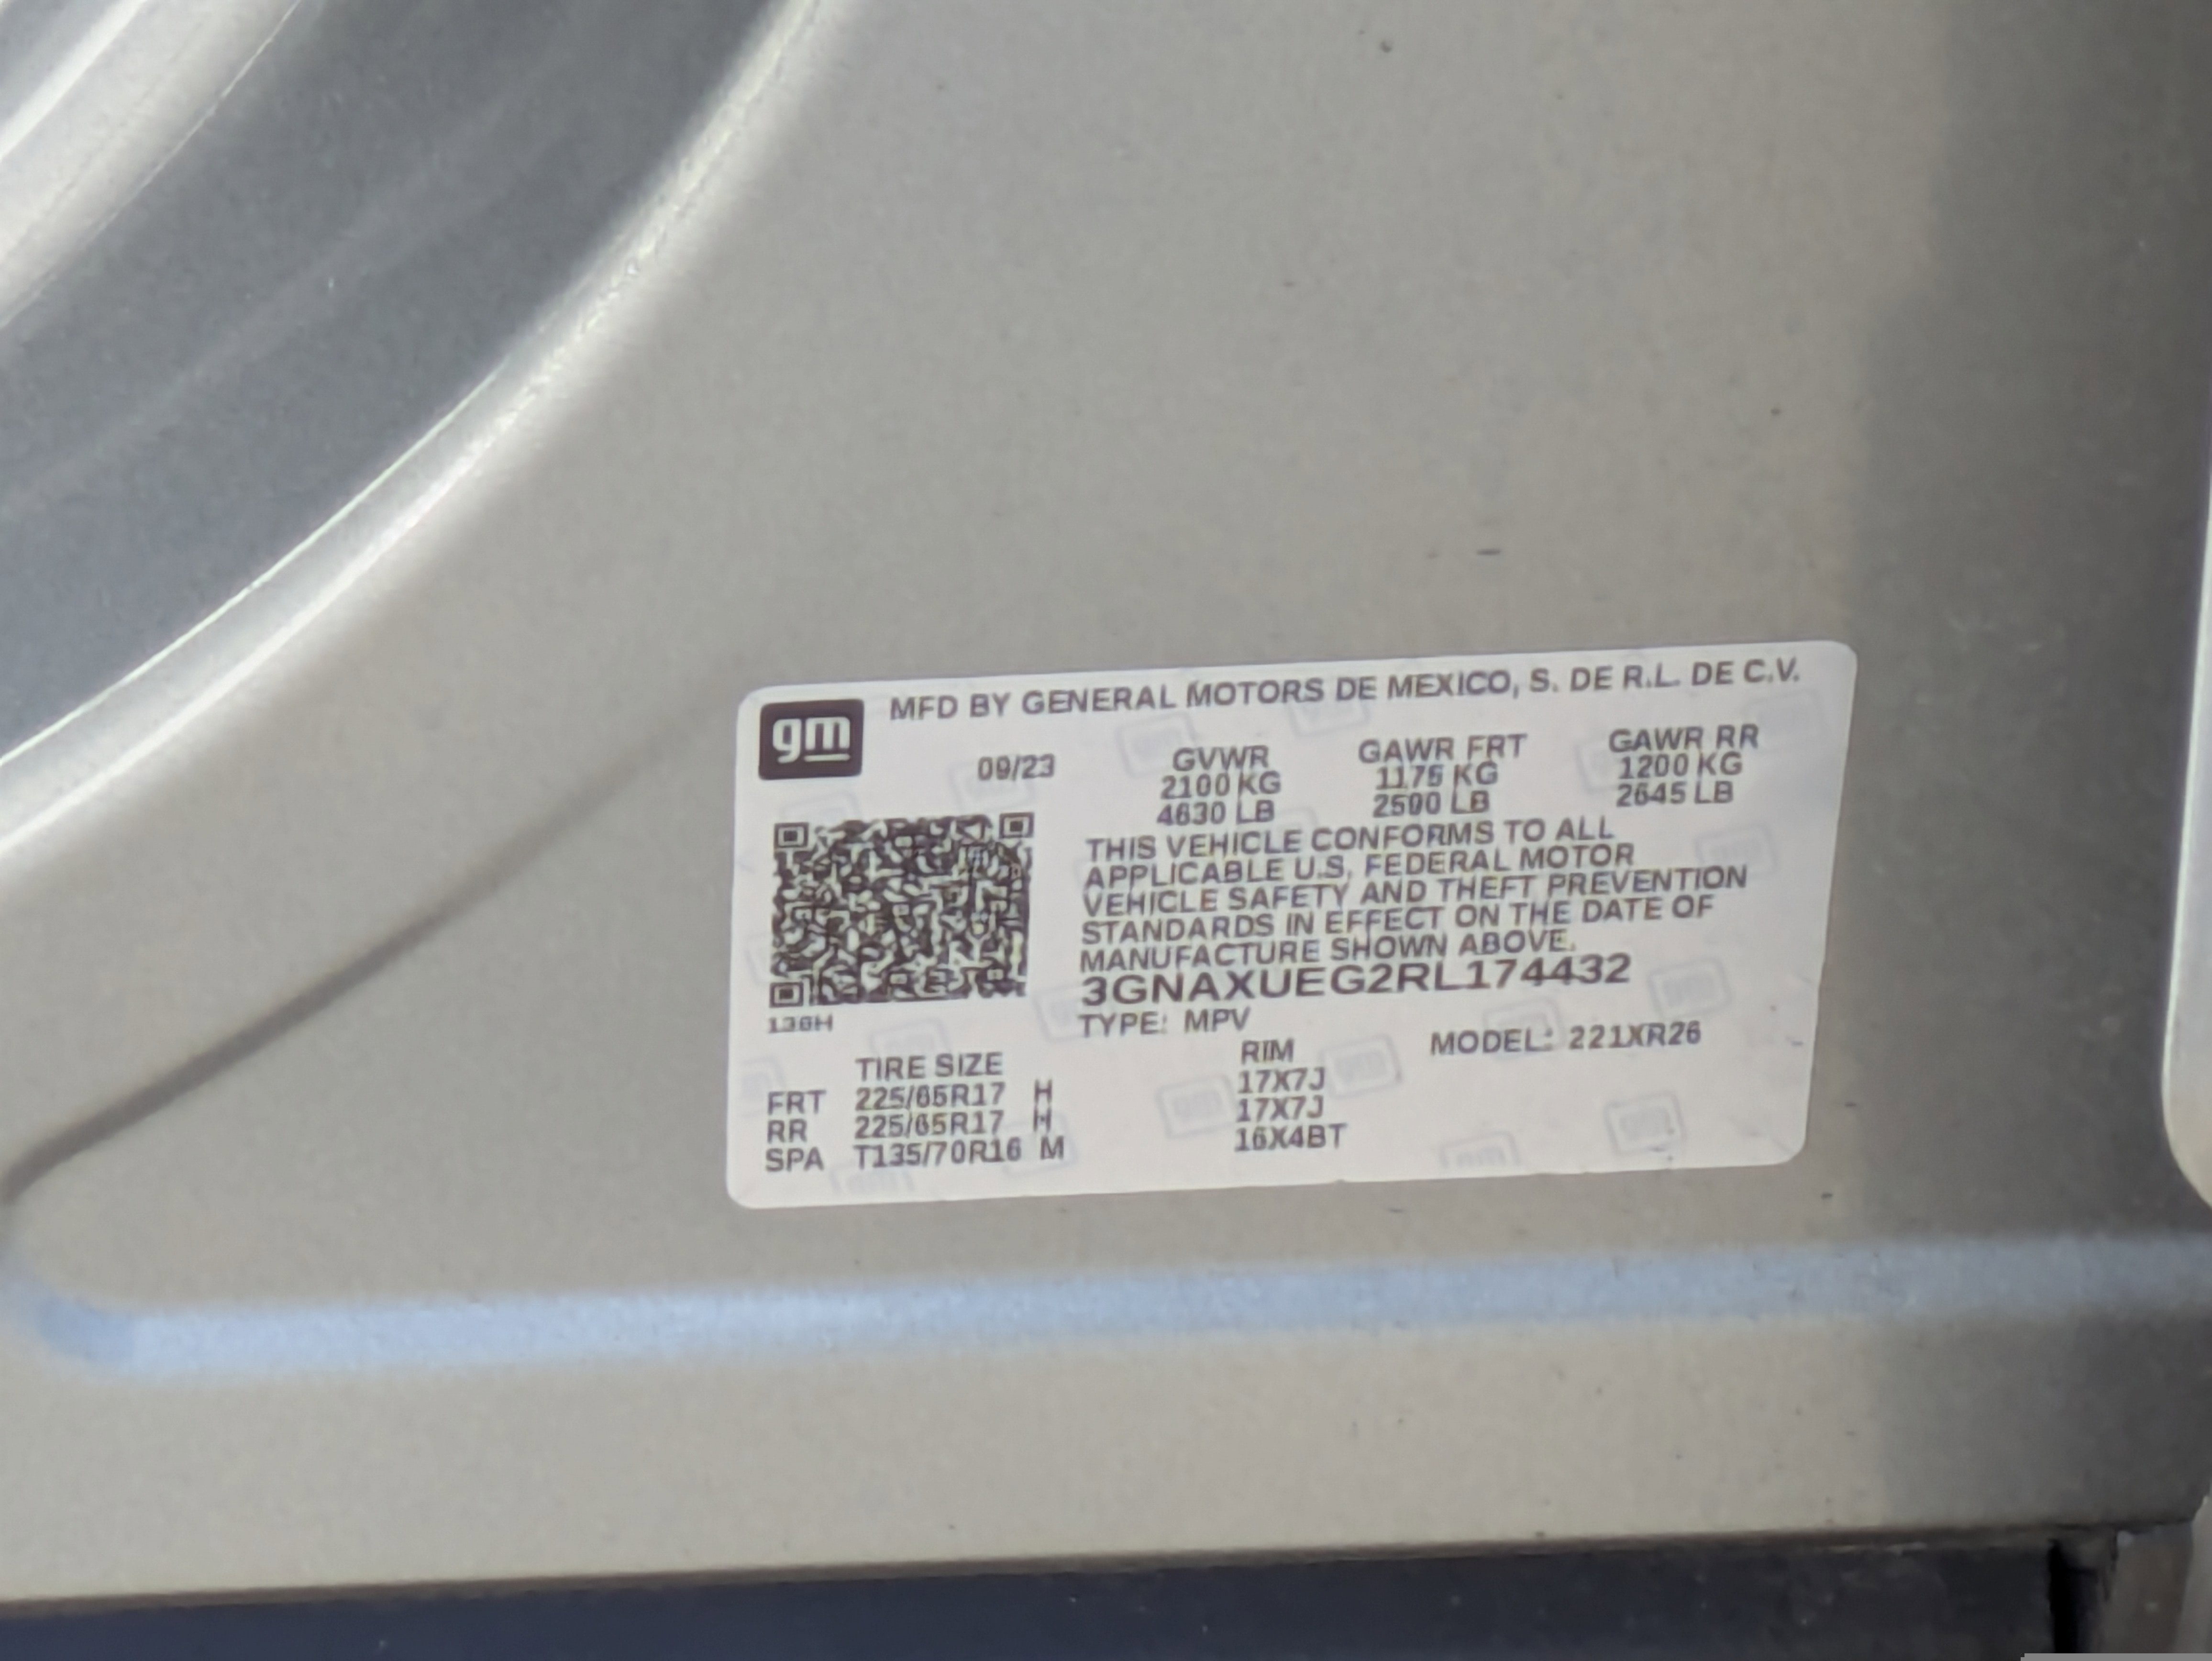 gm MFD BY GENERAL MOTORS DE MEXICO, S. DE R.L. DE C.V.
09/23 GVWR GAWR FRT GAWR RR
2100 KG 1175 KG 1200 KG
4630 LB 2590 LB 2645 LB
THIS VEHICLE CONFORMS TO ALL
APPLICABLE U.S. FEDERAL MOTOR
VEHICLE SAFETY AND THEFT PREVENTION
STANDARDS IN EFFECT ON THE DATE OF
MANUFACTURE SHOWN ABOVE.
3GNAXUEG2RL174432
136H
TYPE: MPV MODEL: 221XR26
TIRE SIZE RIM
FRT 225/65R17 H 17X7J
RR 225/65R17 H 17X7J
SPA T135/70R16 M 16X4BT